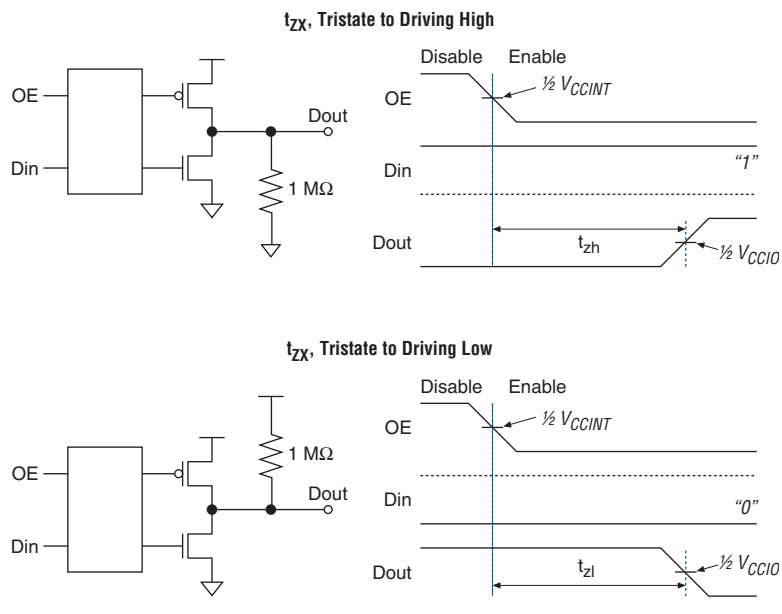 tZX, Tristate to Driving High
OE
Din
Dout
1 MΩ
Disable Enable
OE
½ VCCINT
Din
"1"
Dout
tzh
½ VCCIO
tZX, Tristate to Driving Low
OE
Din
1 MΩ
Dout
Disable Enable
OE
½ VCCINT
Din
"0"
Dout
tzl
½ VCCIO